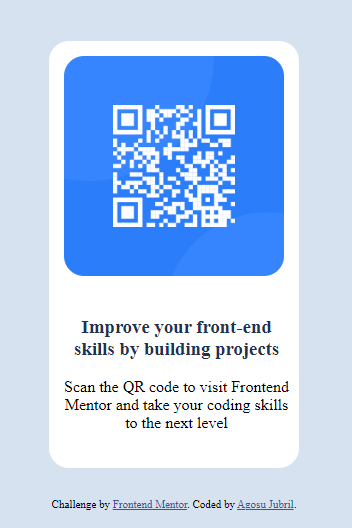 Improve your front-end
skills by building projects
Scan the QR code to visit Frontend
Mentor and take your coding skills
to the next level
Challenge by Frontend Mentor. Coded by Agosu Jubril.